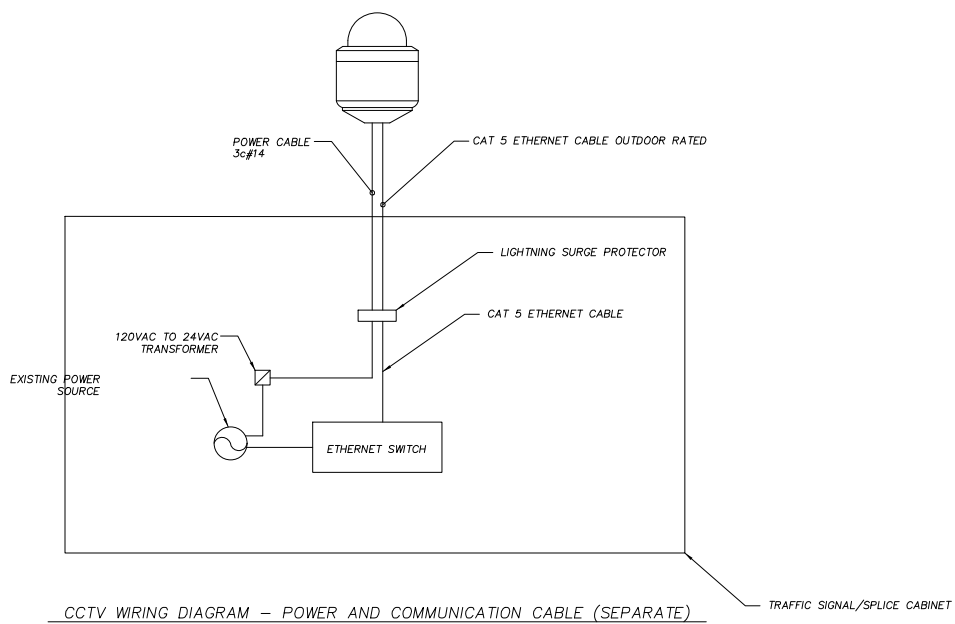 POWER CABLE
3c#14
CAT 5 ETHERNET CABLE OUTDOOR RATED
LIGHTNING SURGE PROTECTOR
CAT 5 ETHERNET CABLE
120VAC TO 24VAC
TRANSFORMER
EXISTING POWER
SOURCE
ETHERNET SWITCH
TRAFFIC SIGNAL/SPLICE CABINET
CCTV WIRING DIAGRAM – POWER AND COMMUNICATION CABLE (SEPARATE)